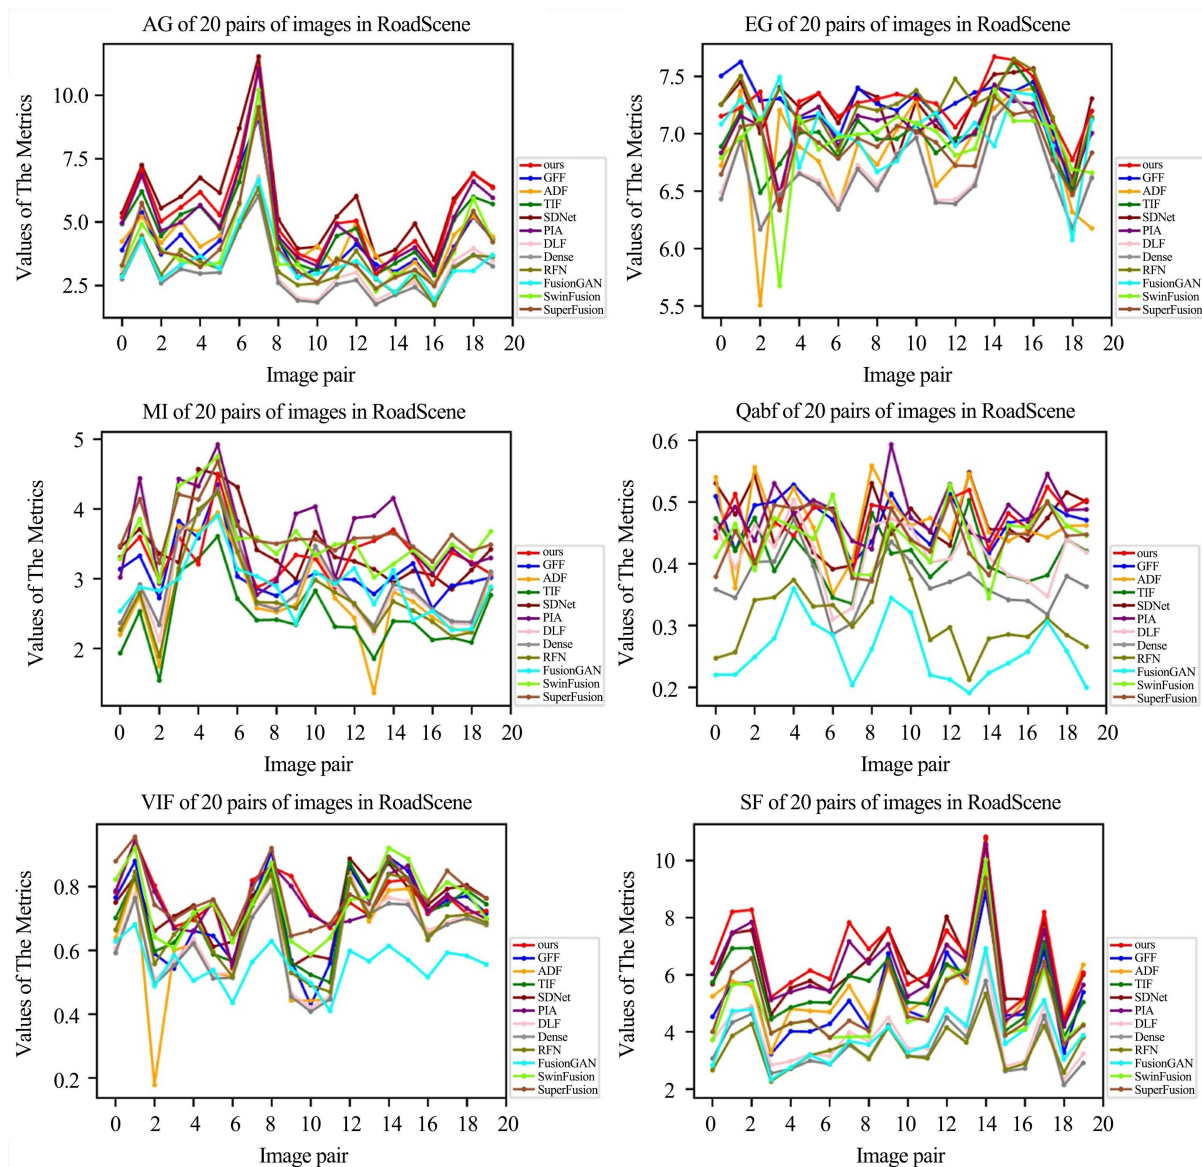 AG of 20 pairs of images in RoadScene
Values of The Metrics
10.0
7.5
5.0
2.5
0 2 4 6 8 10 12 14 16 18 20
Image pair
ours
GFF
ADF
TIF
SDNet
PIA
DLF
Dense
RFN
FusionGAN
SwinFusion
SuperFusion
EG of 20 pairs of images in RoadScene
Values of The Metrics
7.5
7.0
6.5
6.0
5.5
0 2 4 6 8 10 12 14 16 18 20
Image pair
ours
GFF
ADF
TIF
SDNet
PIA
DLF
Dense
RFN
FusionGAN
SwinFusion
SuperFusion
MI of 20 pairs of images in RoadScene
Values of The Metrics
5
4
3
2
0 2 4 6 8 10 12 14 16 18 20
Image pair
ours
GFF
ADF
TIF
SDNet
PIA
DLF
Dense
RFN
FusionGAN
SwinFusion
SuperFusion
Qabf of 20 pairs of images in RoadScene
Values of The Metrics
0.6
0.5
0.4
0.3
0.2
0 2 4 6 8 10 12 14 16 18 20
Image pair
ours
GFF
ADF
TIF
SDNet
PIA
DLF
Dense
RFN
FusionGAN
SwinFusion
SuperFusion
VIF of 20 pairs of images in RoadScene
Values of The Metrics
0.8
0.6
0.4
0.2
0 2 4 6 8 10 12 14 16 18 20
Image pair
ours
GFF
ADF
TIF
SDNet
PIA
DLF
Dense
RFN
FusionGAN
SwinFusion
SuperFusion
SF of 20 pairs of images in RoadScene
Values of The Metrics
10
8
6
4
2
0 2 4 6 8 10 12 14 16 18 20
Image pair
ours
GFF
ADF
TIF
SDNet
PIA
DLF
Dense
RFN
FusionGAN
SwinFusion
SuperFusion